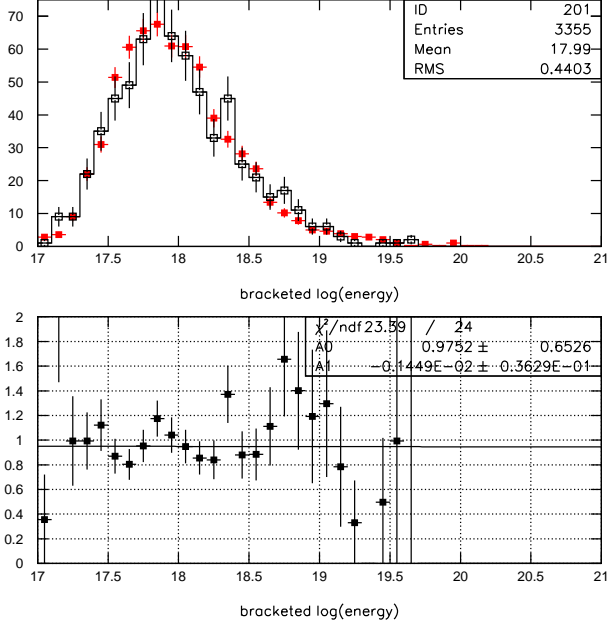 ID 201
Entries 3355
Mean 17.99
RMS 0.4403
70
60
50
40
30
20
10
0
17 17.5 18 18.5 19 19.5 20 20.5 21
bracketed log(energy)
χ²/ndf 23.39 / 24
A0 0.9752 ± 0.6526
A1 -0.1449E-02 ± 0.3629E-01
2
1.8
1.6
1.4
1.2
1
0.8
0.6
0.4
0.2
0
17 17.5 18 18.5 19 19.5 20 20.5 21
bracketed log(energy)